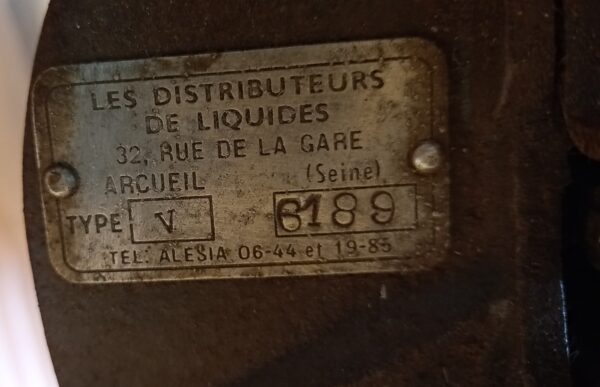 LES DISTRIBUTEURS
DE LIQUIDES
32, RUE DE LA GARE
ARCUEIL (Seine)
TYPE V 6189
TEL: ALESIA 06-44 et 19-85